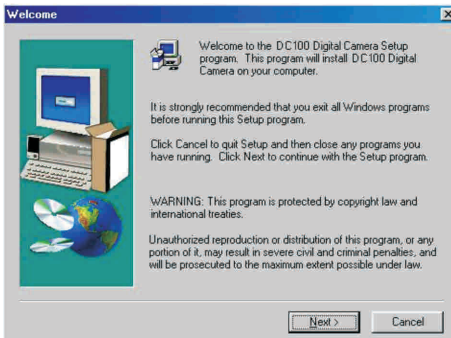 Welcome
Welcome to the DC100 Digital Camera Setup
program. This program will install DC100 Digital
Camera on your computer.
It is strongly recommended that you exit all Windows programs
before running this Setup program.
Click Cancel to quit Setup and then close any programs you
have running. Click Next to continue with the Setup program.
WARNING: This program is protected by copyright law and
international treaties.
Unauthorized reproduction or distribution of this program, or any
portion of it, may result in severe civil and criminal penalties, and
will be prosecuted to the maximum extent possible under law.
Next > Cancel